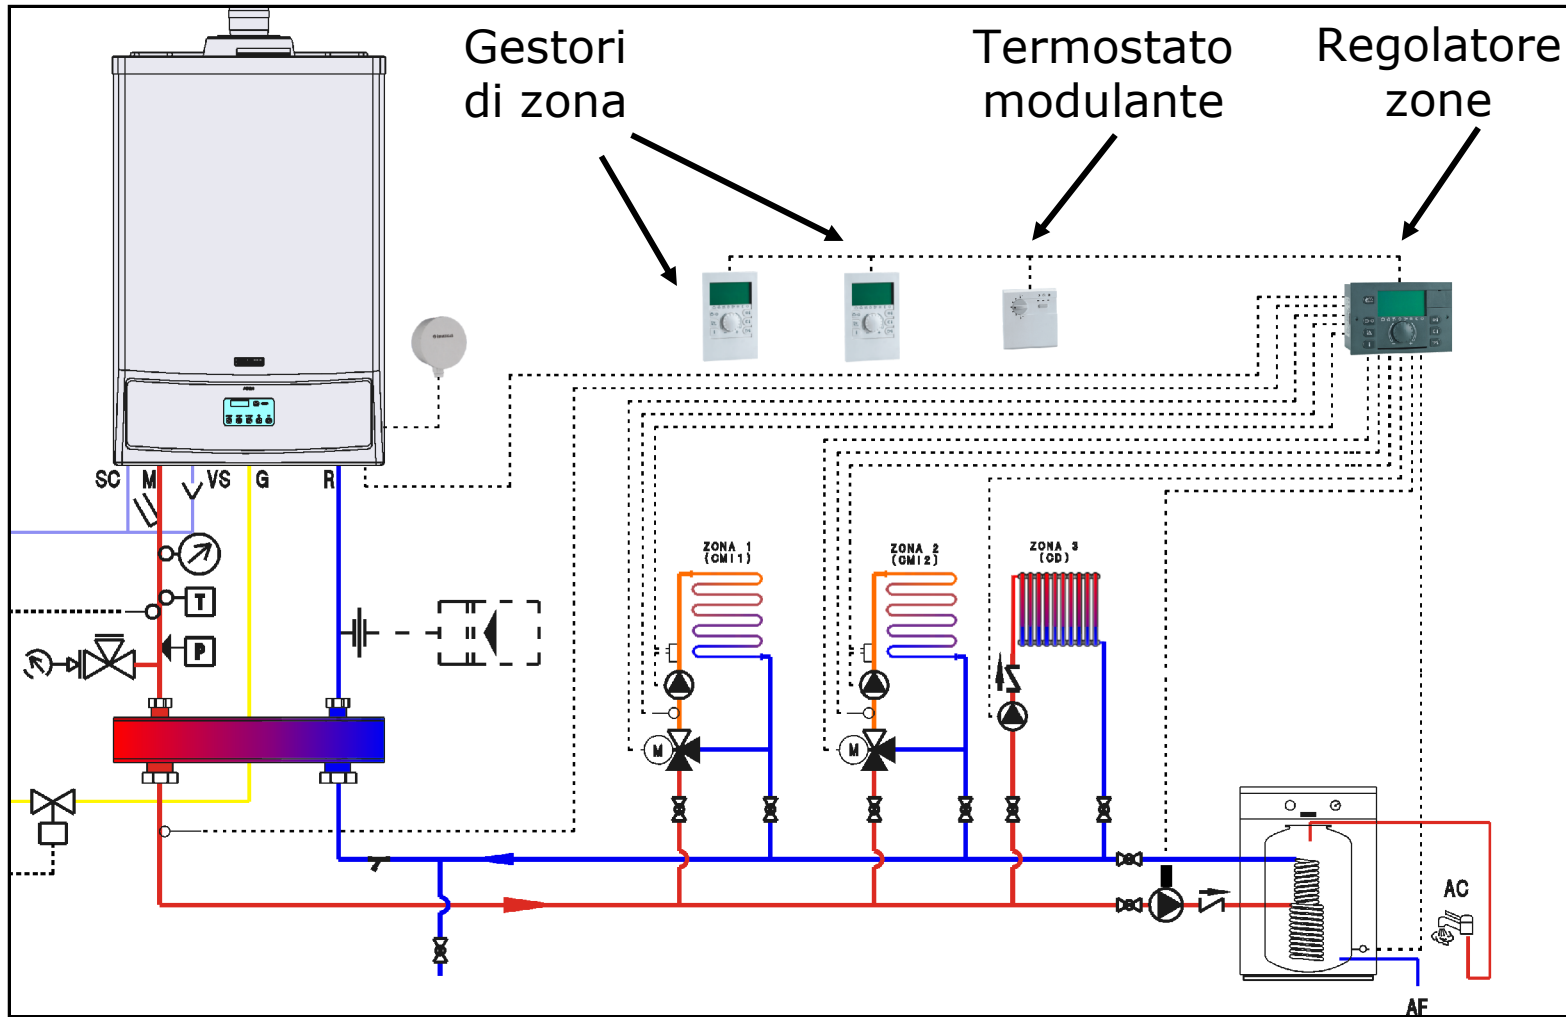 Gestori
di zona
Termostato
modulante
Regolatore
zone
SC
M
VS
G
R
T
P
ZONA 1
(CMI1)
ZONA 2
(CMI2)
ZONA 3
(CD)
M
M
AC
AF